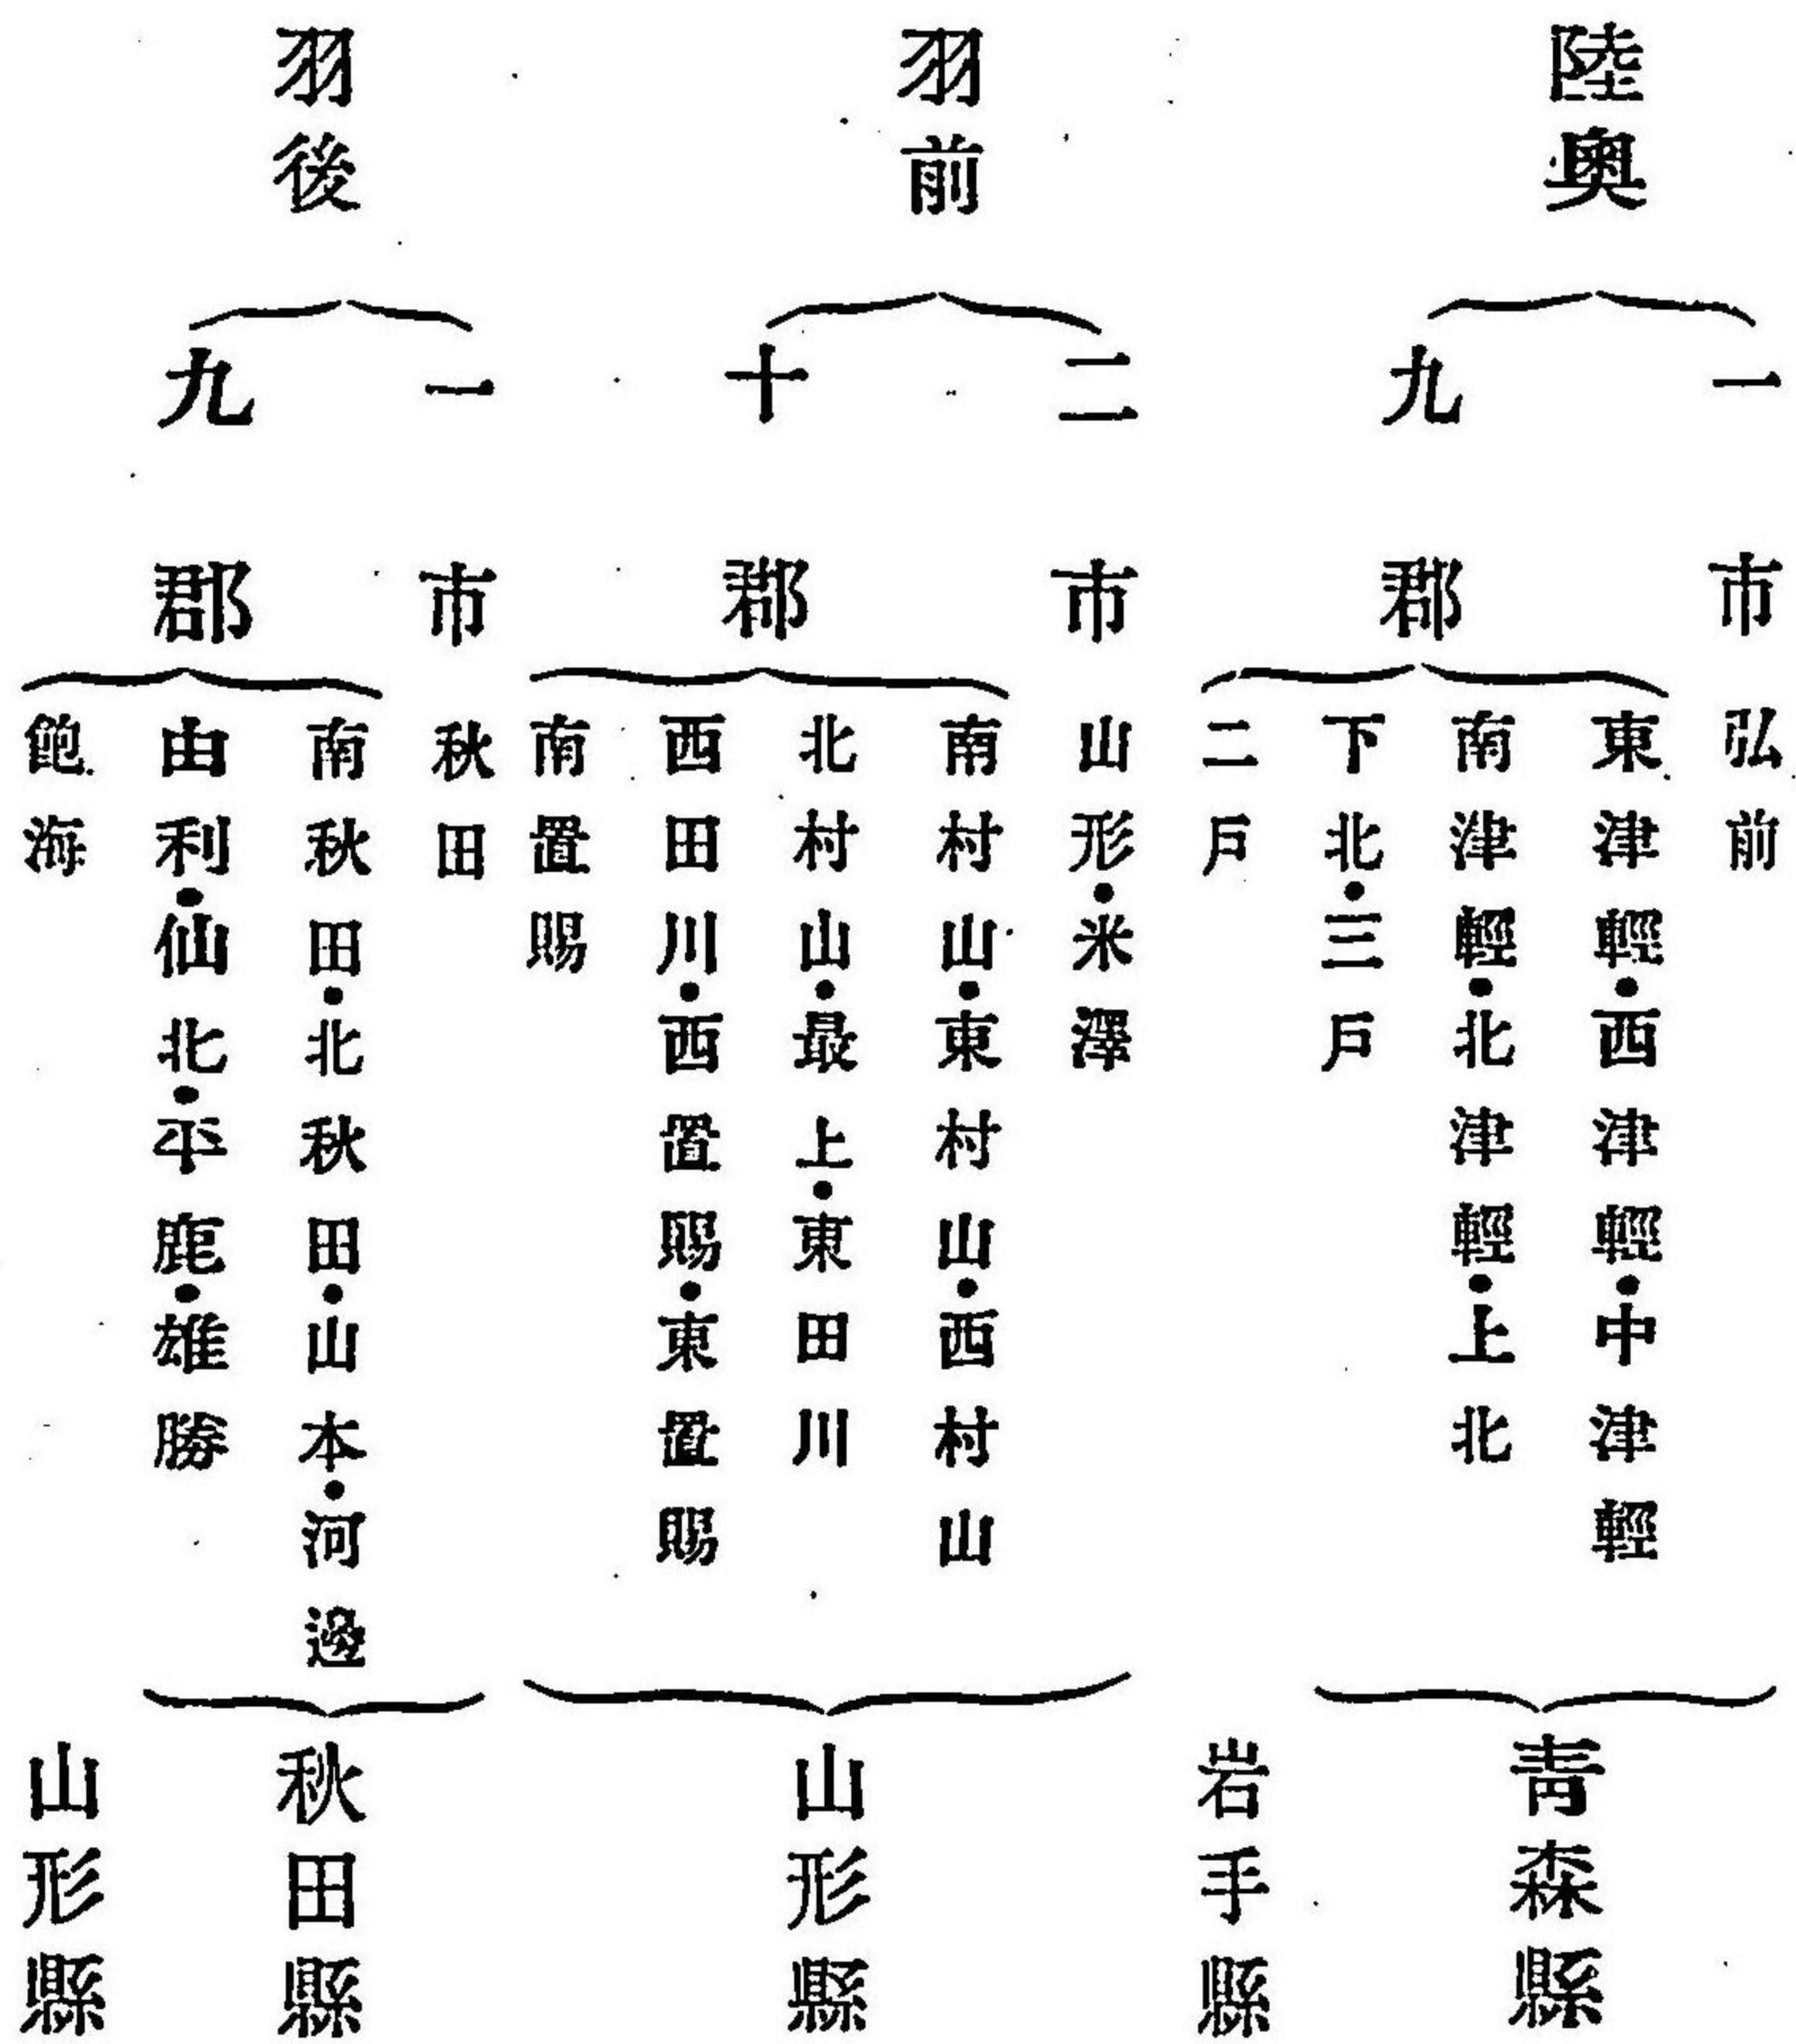 陸奧
一市
弘前
九郡
東津輕●西津輕●中津輕
南津輕●北津輕●上北
下北●三戶
靑森縣
二戶
岩手縣
羽前
二市
山形●米澤
十郡
南村山●東村山●西村山
北村山●最上●東田川
西田川●西置賜●東置賜
南置賜
山形縣
羽後
一市
秋田
九郡
南秋田●北秋田●山本●河邊
由利●仙北●平鹿●雄勝
秋田縣
飽海
山形縣